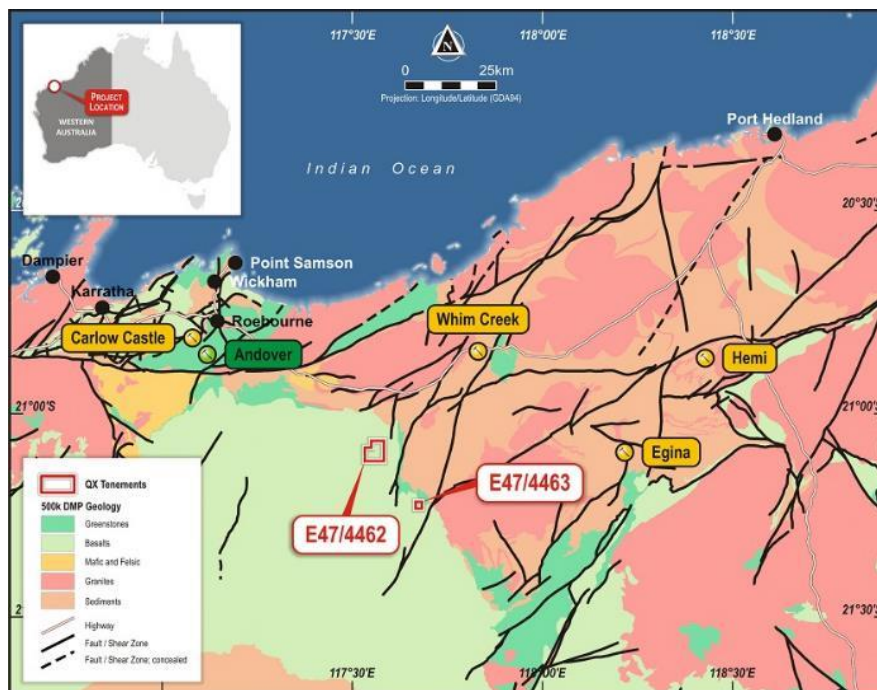 117°30'E
118°00'E
118°30'E
N
0 25km
Projection: Longitude/Latitude (GDA94)
PROJECT
LOCATION
WESTERN
AUSTRALIA
Port Hedland
Indian Ocean
20°30'S
Dampier
Point Samson
Wickham
Karratha
Roebourne
Whim Creek
Carlow Castle
Andover
Hemi
21°00'S
Egina
E47/4463
E47/4462
QX Tenements
500k DMP Geology
Greenstones
Basalts
Mafic and Felsic
Granites
Sediments
Highway
Fault / Shear Zone
Fault / Shear Zone; concealed
21°30'S
117°30'E
118°00'E
118°30'E